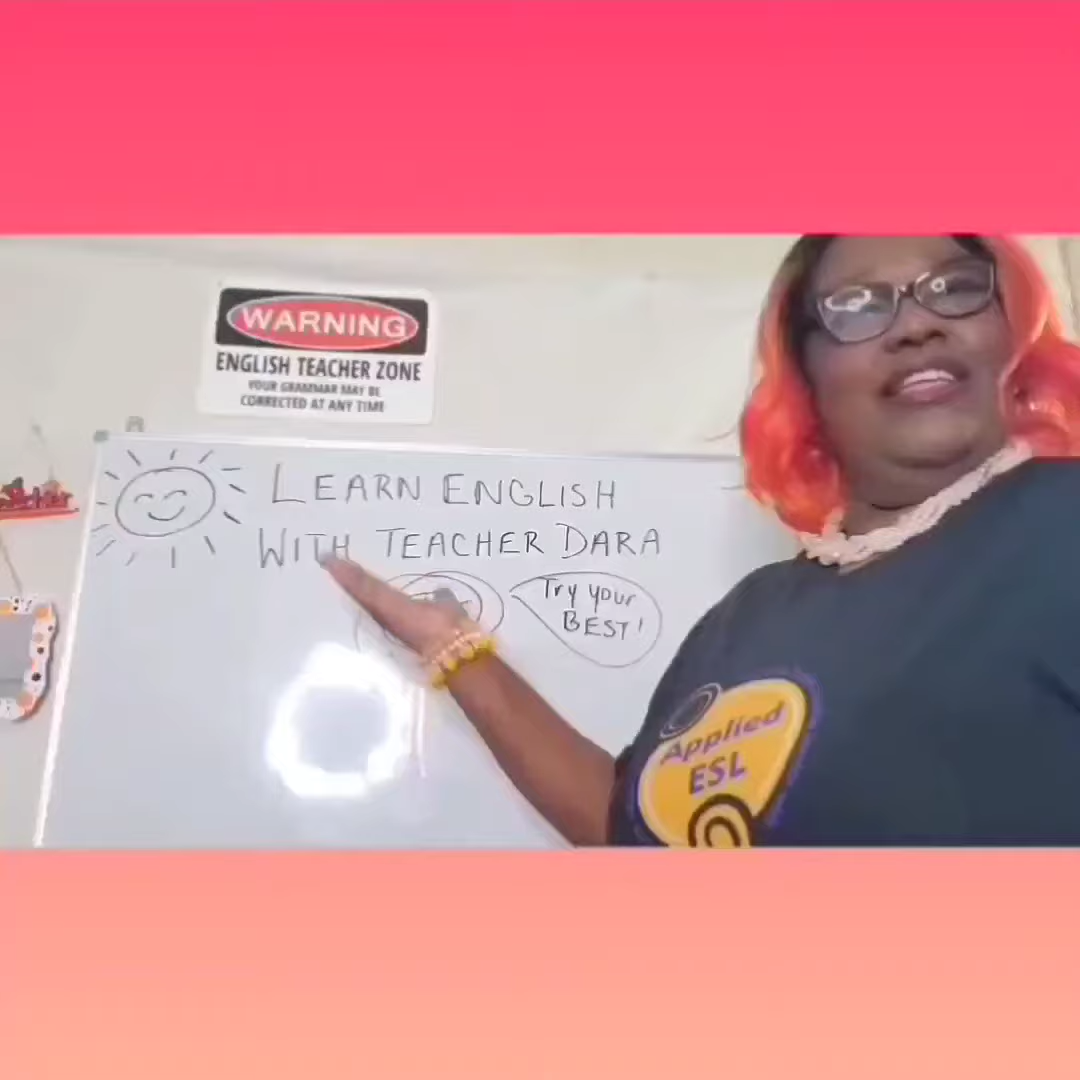 WARNING
ENGLISH TEACHER ZONE
YOUR GRAMMAR MAY BE
CORRECTED AT ANY TIME
LEARN ENGLISH
WITH TEACHER DARA
Try your
BEST!
Applied
ESL